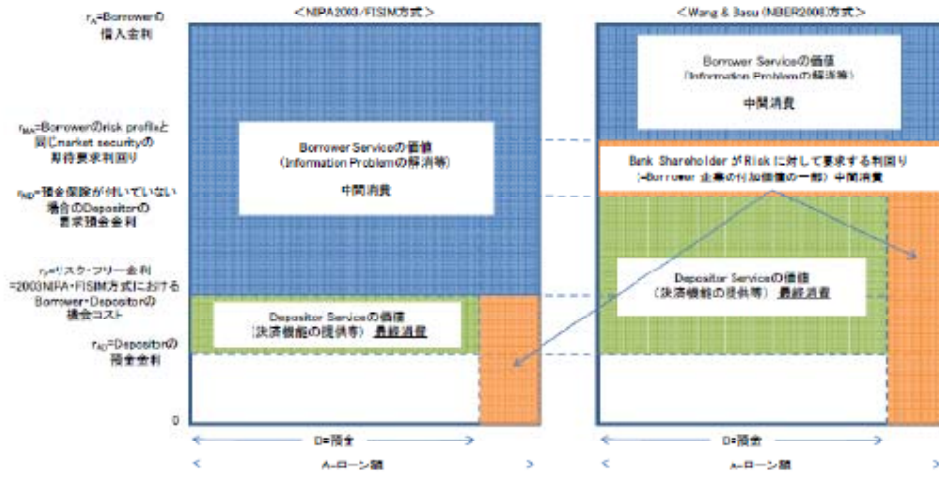 ＜NIPA2003/FISIM方式＞
＜Wang & Basu (NBER2008)方式＞
rA=Borrowerの
借入金利
rMA=Borrowerのrisk profileと
同じmarket securityの
期待要求利回り
=預金保険が付いていない
場合のDepositorの
要求預金金利
rf=リスク・フリー金利
=2003NIPA・FISIM方式における
Borrower・Depositorの
機会コスト
=Depositorの
預金金利
0
Borrower Serviceの価値
(Information Problemの解消等)
中間消費
Depositor Serviceの価値
(決済機能の提供等) 最終消費
D=預金
A=ローン額
Borrower Serviceの価値
(Information Problemの解消等)
中間消費
Bank Shareholder がRisk に対して要求する利回り
(=Borrower 企業の付加価値の一部) 中間消費
Depositor Serviceの価値
(決済機能の提供等) 最終消費
D=預金
A=ローン額